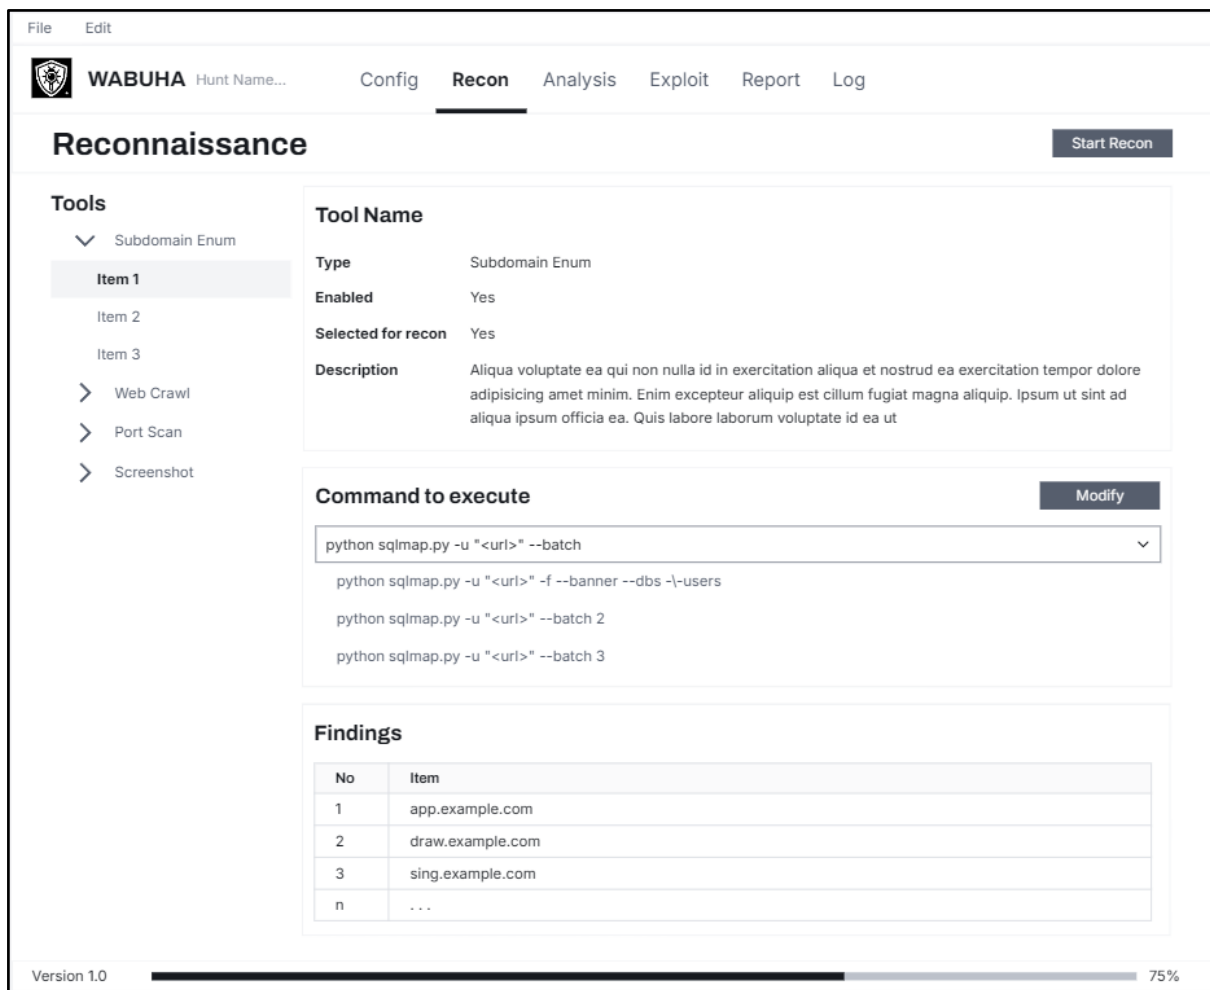 File Edit
WABUHA Hunt Name... Config Recon Analysis Exploit Report Log
Reconnaissance Start Recon
Tools
Subdomain Enum
Item 1
Item 2
Item 3
Web Crawl
Port Scan
Screenshot
Tool Name
Type Subdomain Enum
Enabled Yes
Selected for recon Yes
Description Aliqua voluptate ea qui non nulla id in exercitation aliqua et nostrud ea exercitation tempor dolore
adipisicing amet minim. Enim excepteur aliquip est cillum fugiat magna aliquip. Ipsum ut sint ad
aliqua ipsum officia ea. Quis labore laborum voluptate id ea ut
Command to execute Modify
python sqlmap.py -u "<url>" --batch
python sqlmap.py -u "<url>" -f --banner --dbs -\-users
python sqlmap.py -u "<url>" --batch 2
python sqlmap.py -u "<url>" --batch 3
Findings
No Item
1 app.example.com
2 draw.example.com
3 sing.example.com
n . . .
Version 1.0 75%